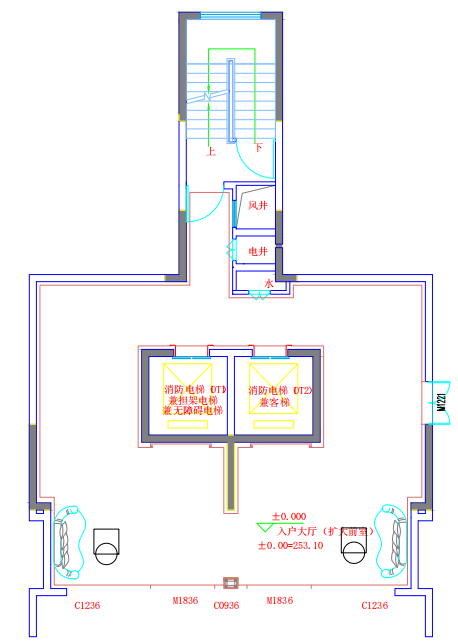 上
下
风井
电井
水
消防电梯（DT1）
兼担架电梯
兼无障碍电梯
消防电梯（DT2）
兼客梯
M1221
±0.000
入户大厅（扩大前室）
±0.00=253.10
C1236
M1836
C0936
M1836
C1236